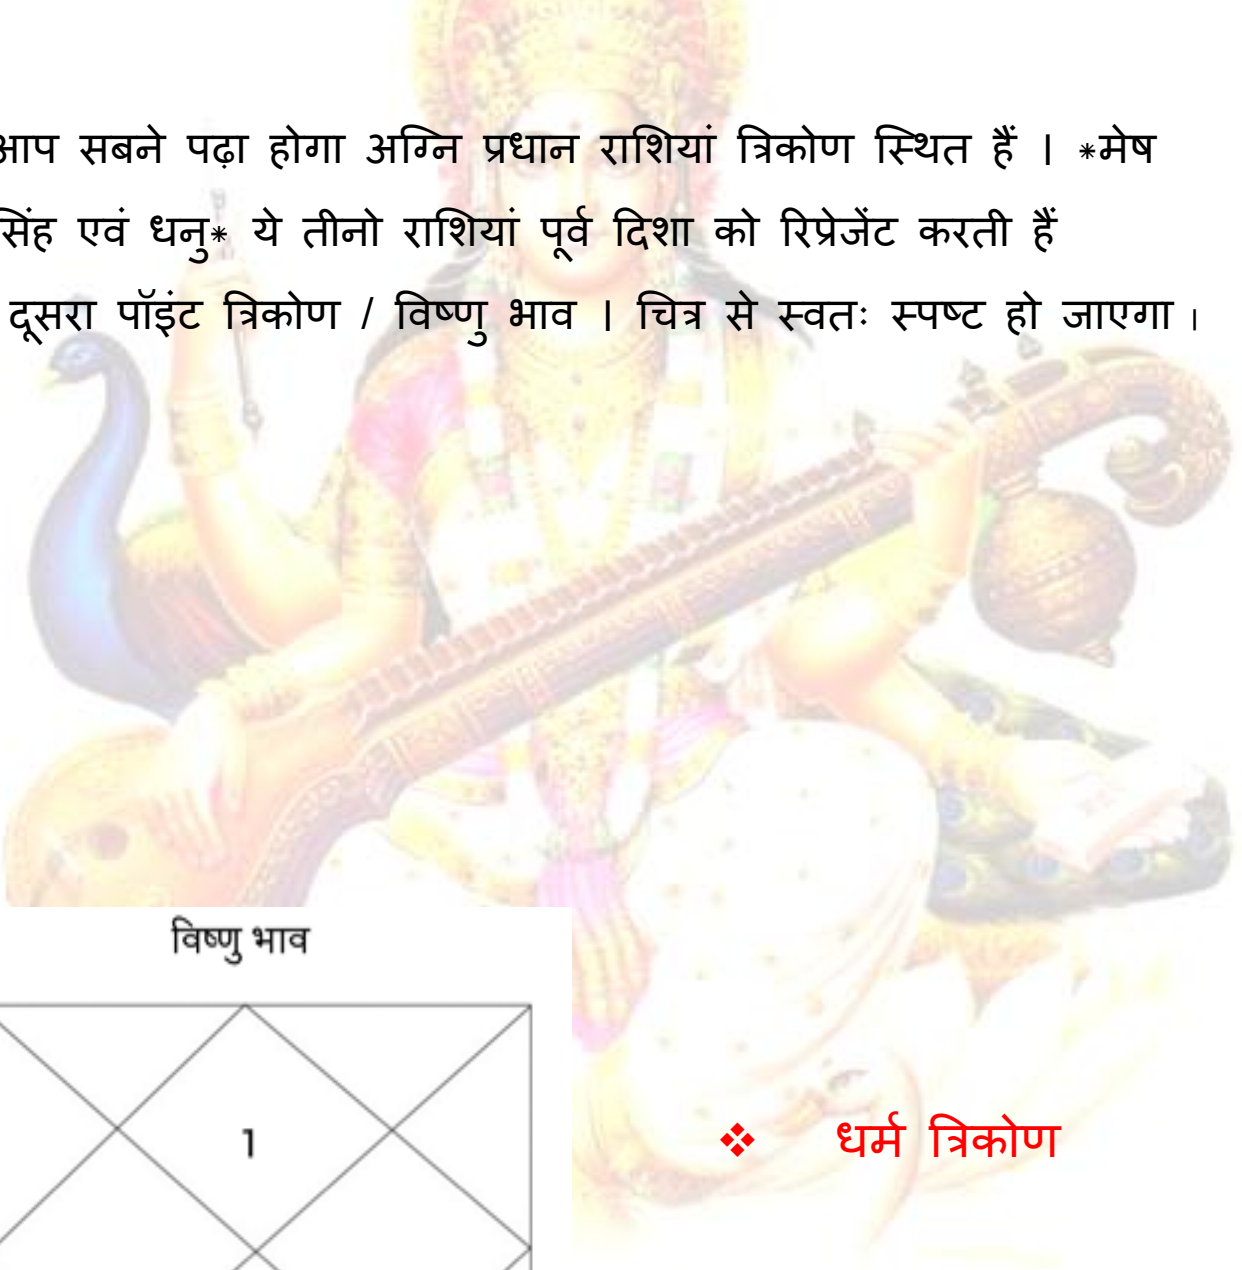 आप सबने पढ़ा होगा अग्नि प्रधान राशियां त्रिकोण स्थित हैं । *मेष
सिंह एवं धनु* ये तीनो राशियां पूर्व दिशा को रिप्रेजेंट करती हैं
दूसरा पॉइंट त्रिकोण / विष्णु भाव । चित्र से स्वतः स्पष्ट हो जाएगा ।
विष्णु भाव
1
❖ धर्म त्रिकोण